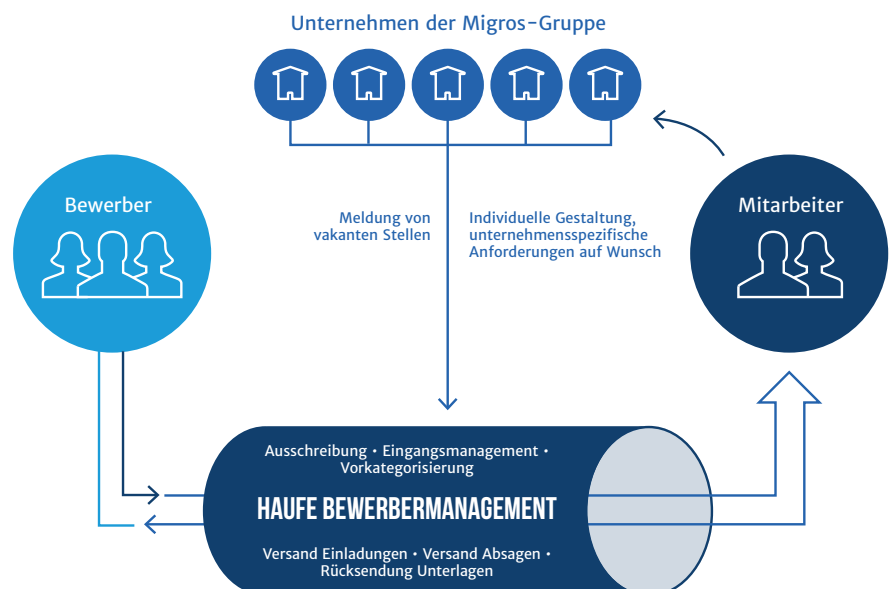 Unternehmen der Migros-Gruppe
Bewerber
Meldung von
vakanten Stellen
Individuelle Gestaltung,
unternehmensspezifische
Anforderungen auf Wunsch
Mitarbeiter
Ausschreibung • Eingangsmanagement •
Vorkategorisierung
HAUFE BEWERBERMANAGEMENT
Versand Einladungen • Versand Absagen •
Rücksendung Unterlagen